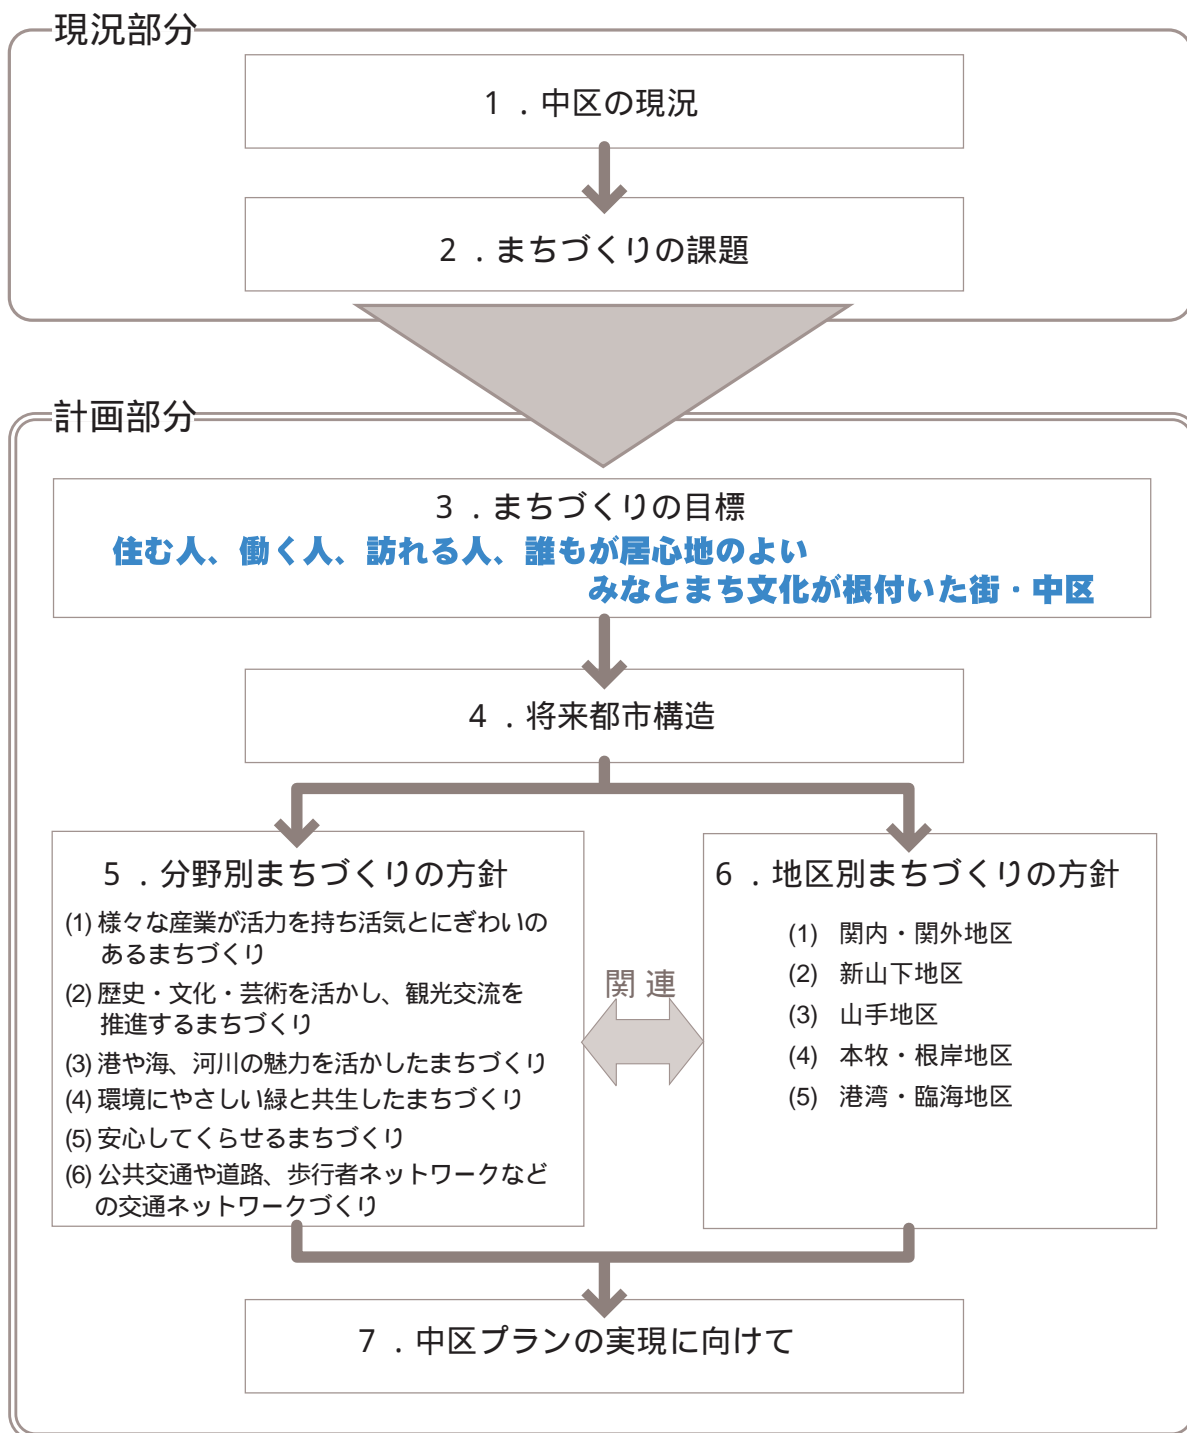 現況部分
1 ．中区の現況
2 ．まちづくりの課題
計画部分
3 ．まちづくりの目標
住む人、働く人、訪れる人、誰もが居心地のよい
みなとまち文化が根付いた街・中区
4 ．将来都市構造
5 ．分野別まちづくりの方針
(1) 様々な産業が活力を持ち活気とにぎわいの
あるまちづくり
(2) 歴史・文化・芸術を活かし、観光交流を
推進するまちづくり
(3) 港や海、河川の魅力を活かしたまちづくり
(4) 環境にやさしい緑と共生したまちづくり
(5) 安心してくらせるまちづくり
(6) 公共交通や道路、歩行者ネットワークなど
の交通ネットワークづくり
関連
6 ．地区別まちづくりの方針
(1) 関内・関外地区
(2) 新山下地区
(3) 山手地区
(4) 本牧・根岸地区
(5) 港湾・臨海地区
7 ．中区プランの実現に向けて